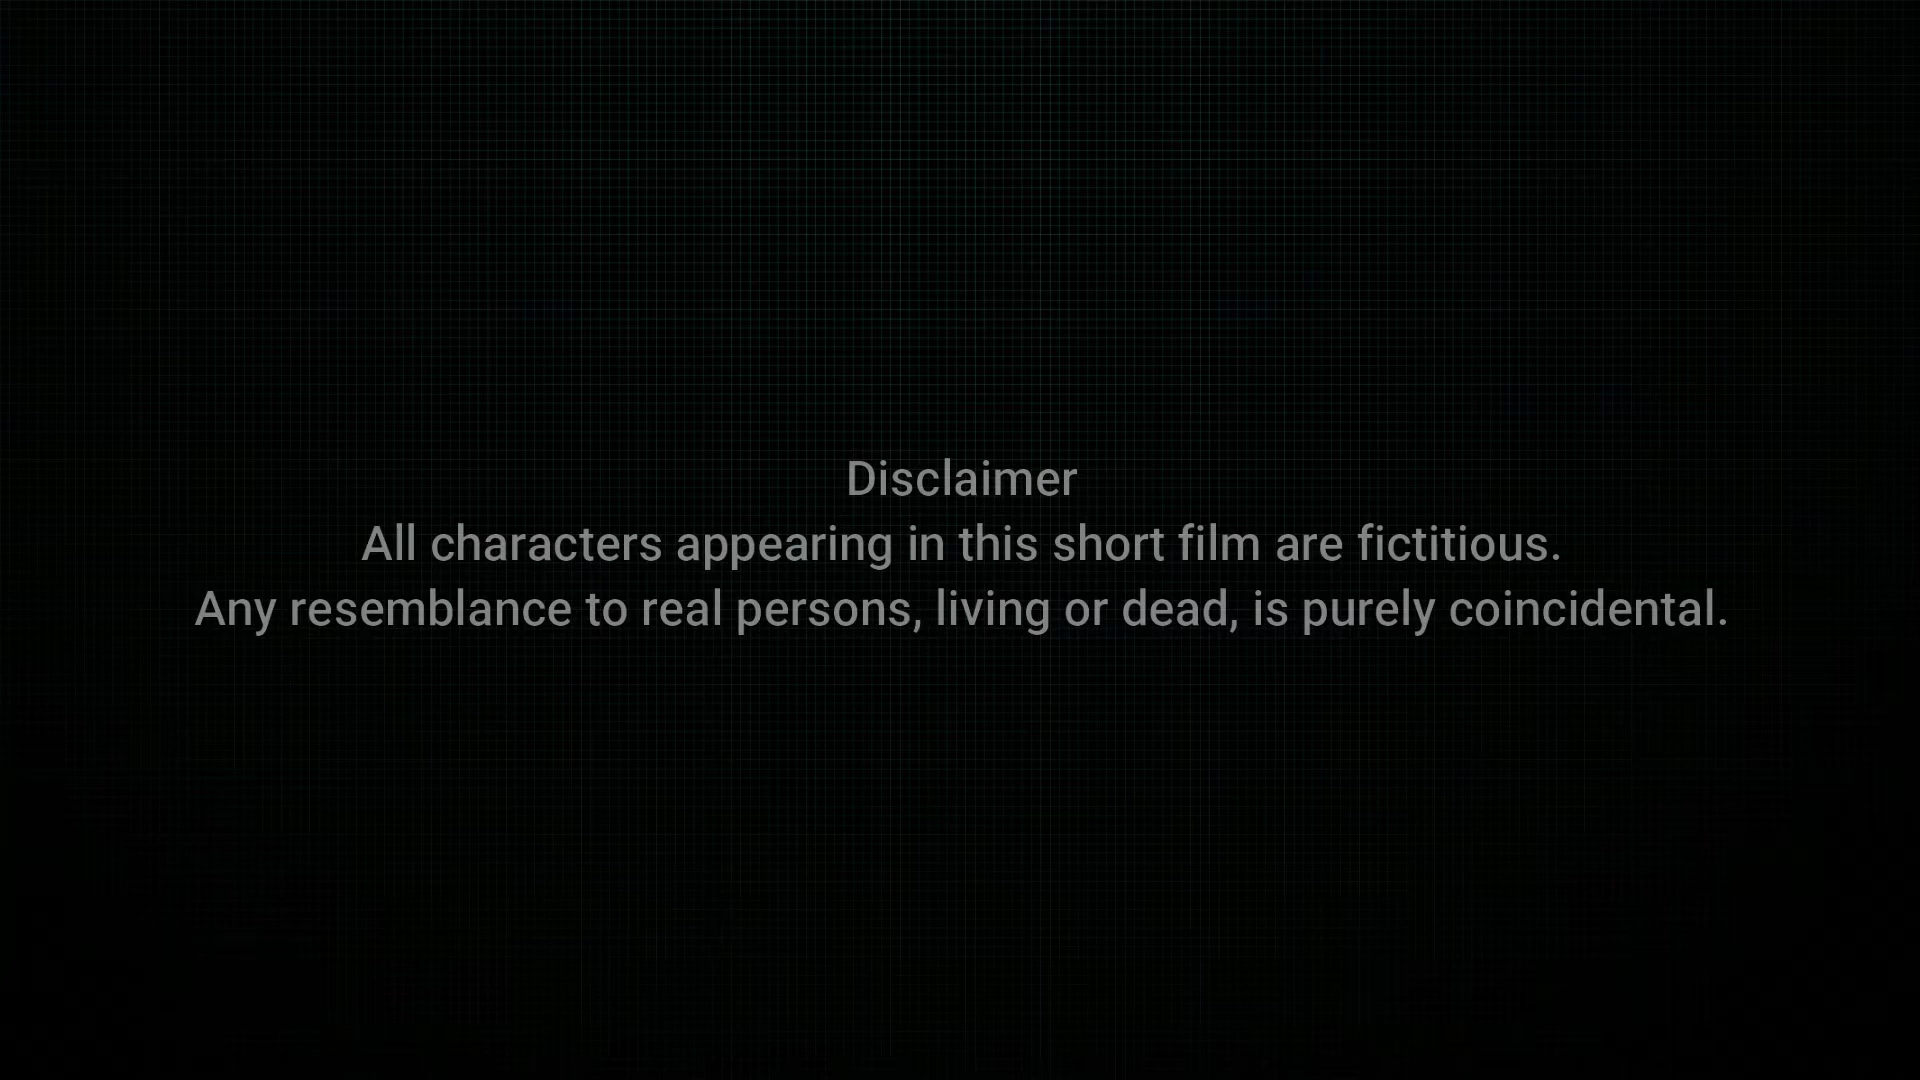 Disclaimer
All characters appearing in this short film are fictitious.
Any resemblance to real persons, living or dead, is purely coincidental.